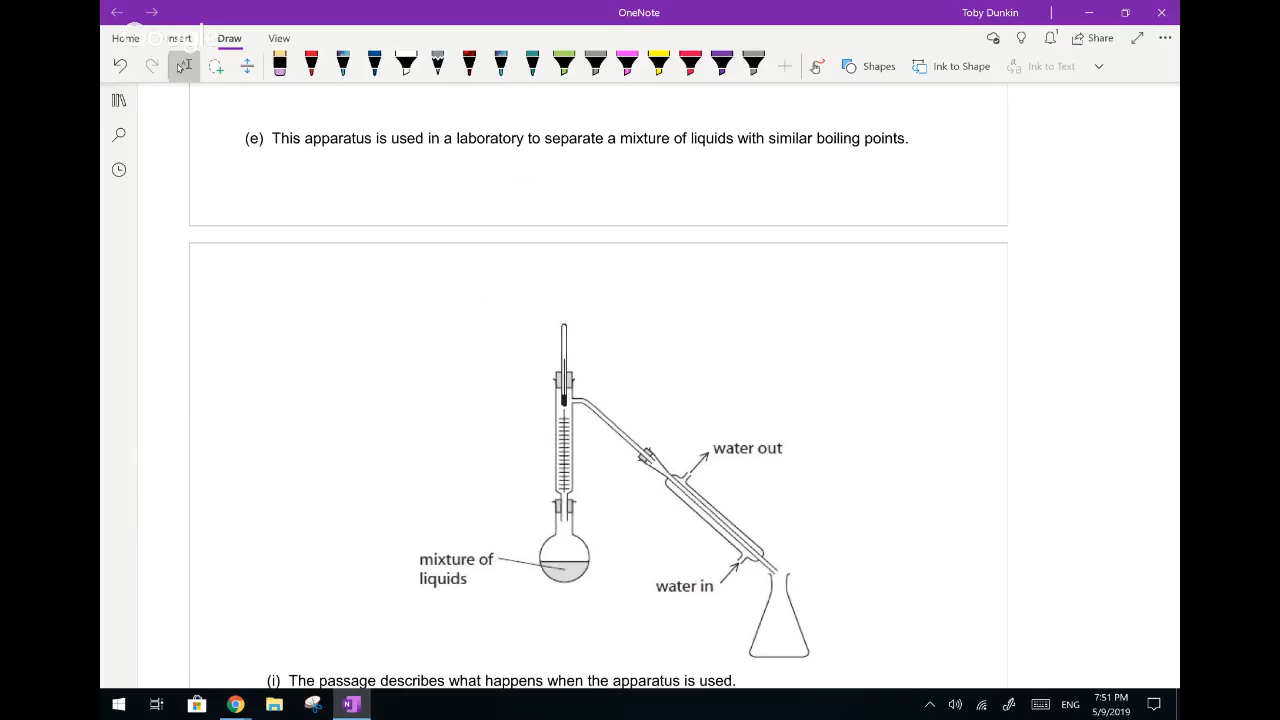 OneNote
Toby Dunkin
Google
Home
Insert
Draw
View
Share
Shapes
Ink to Shape
Ink to Text
(e) This apparatus is used in a laboratory to separate a mixture of liquids with similar boiling points.
water out
mixture of
liquids
water in
(i) The passage describes what happens when the apparatus is used.
7:51 PM
ENG
5/9/2019